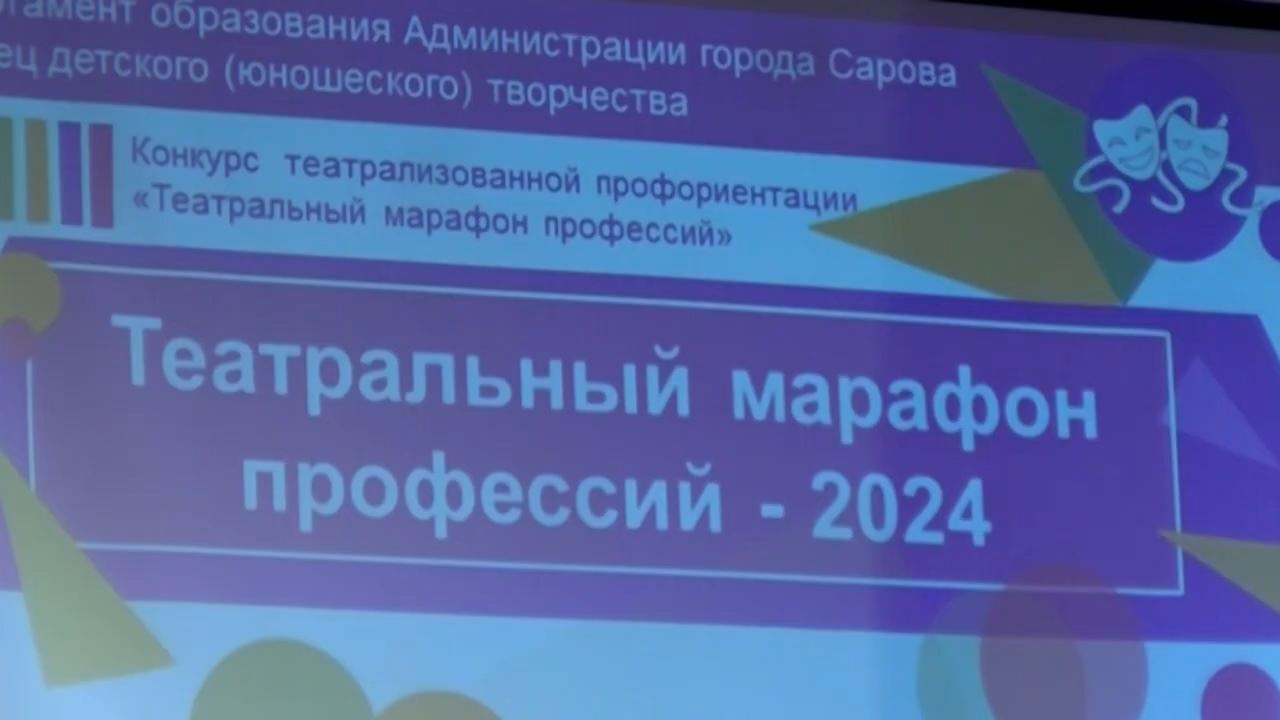 образования Администрации города Сарова
детского (юношеского) творчества
Конкурс театрализованной профориентации
«Театральный марафон профессий»
Театральный марафон
профессий - 2024